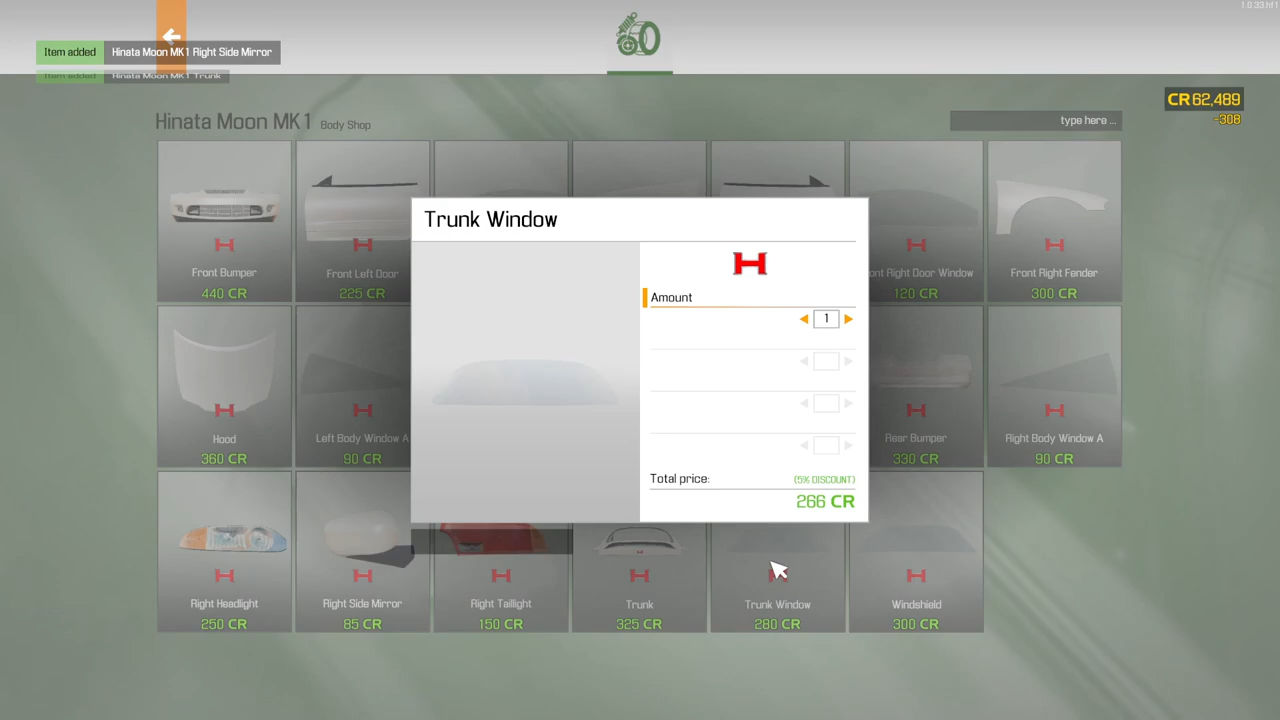 1.0.33 hf1
Item added Hinata Moon MK1 Right Side Mirror
Item added Hinata Moon MK1 Trunk
CR 62,489
-308
Hinata Moon MK1 Body Shop
type here ...
Trunk Window
Amount
1
Total price: (5% DISCOUNT)
266 CR
Front Bumper
440 CR
Front Left Door
225 CR
ont Right Door Window
120 CR
Front Right Fender
300 CR
Hood
360 CR
Left Body Window A
90 CR
Rear Bumper
330 CR
Right Body Window A
90 CR
Right Headlight
250 CR
Right Side Mirror
85 CR
Right Taillight
150 CR
Trunk
325 CR
Trunk Window
280 CR
Windshield
300 CR